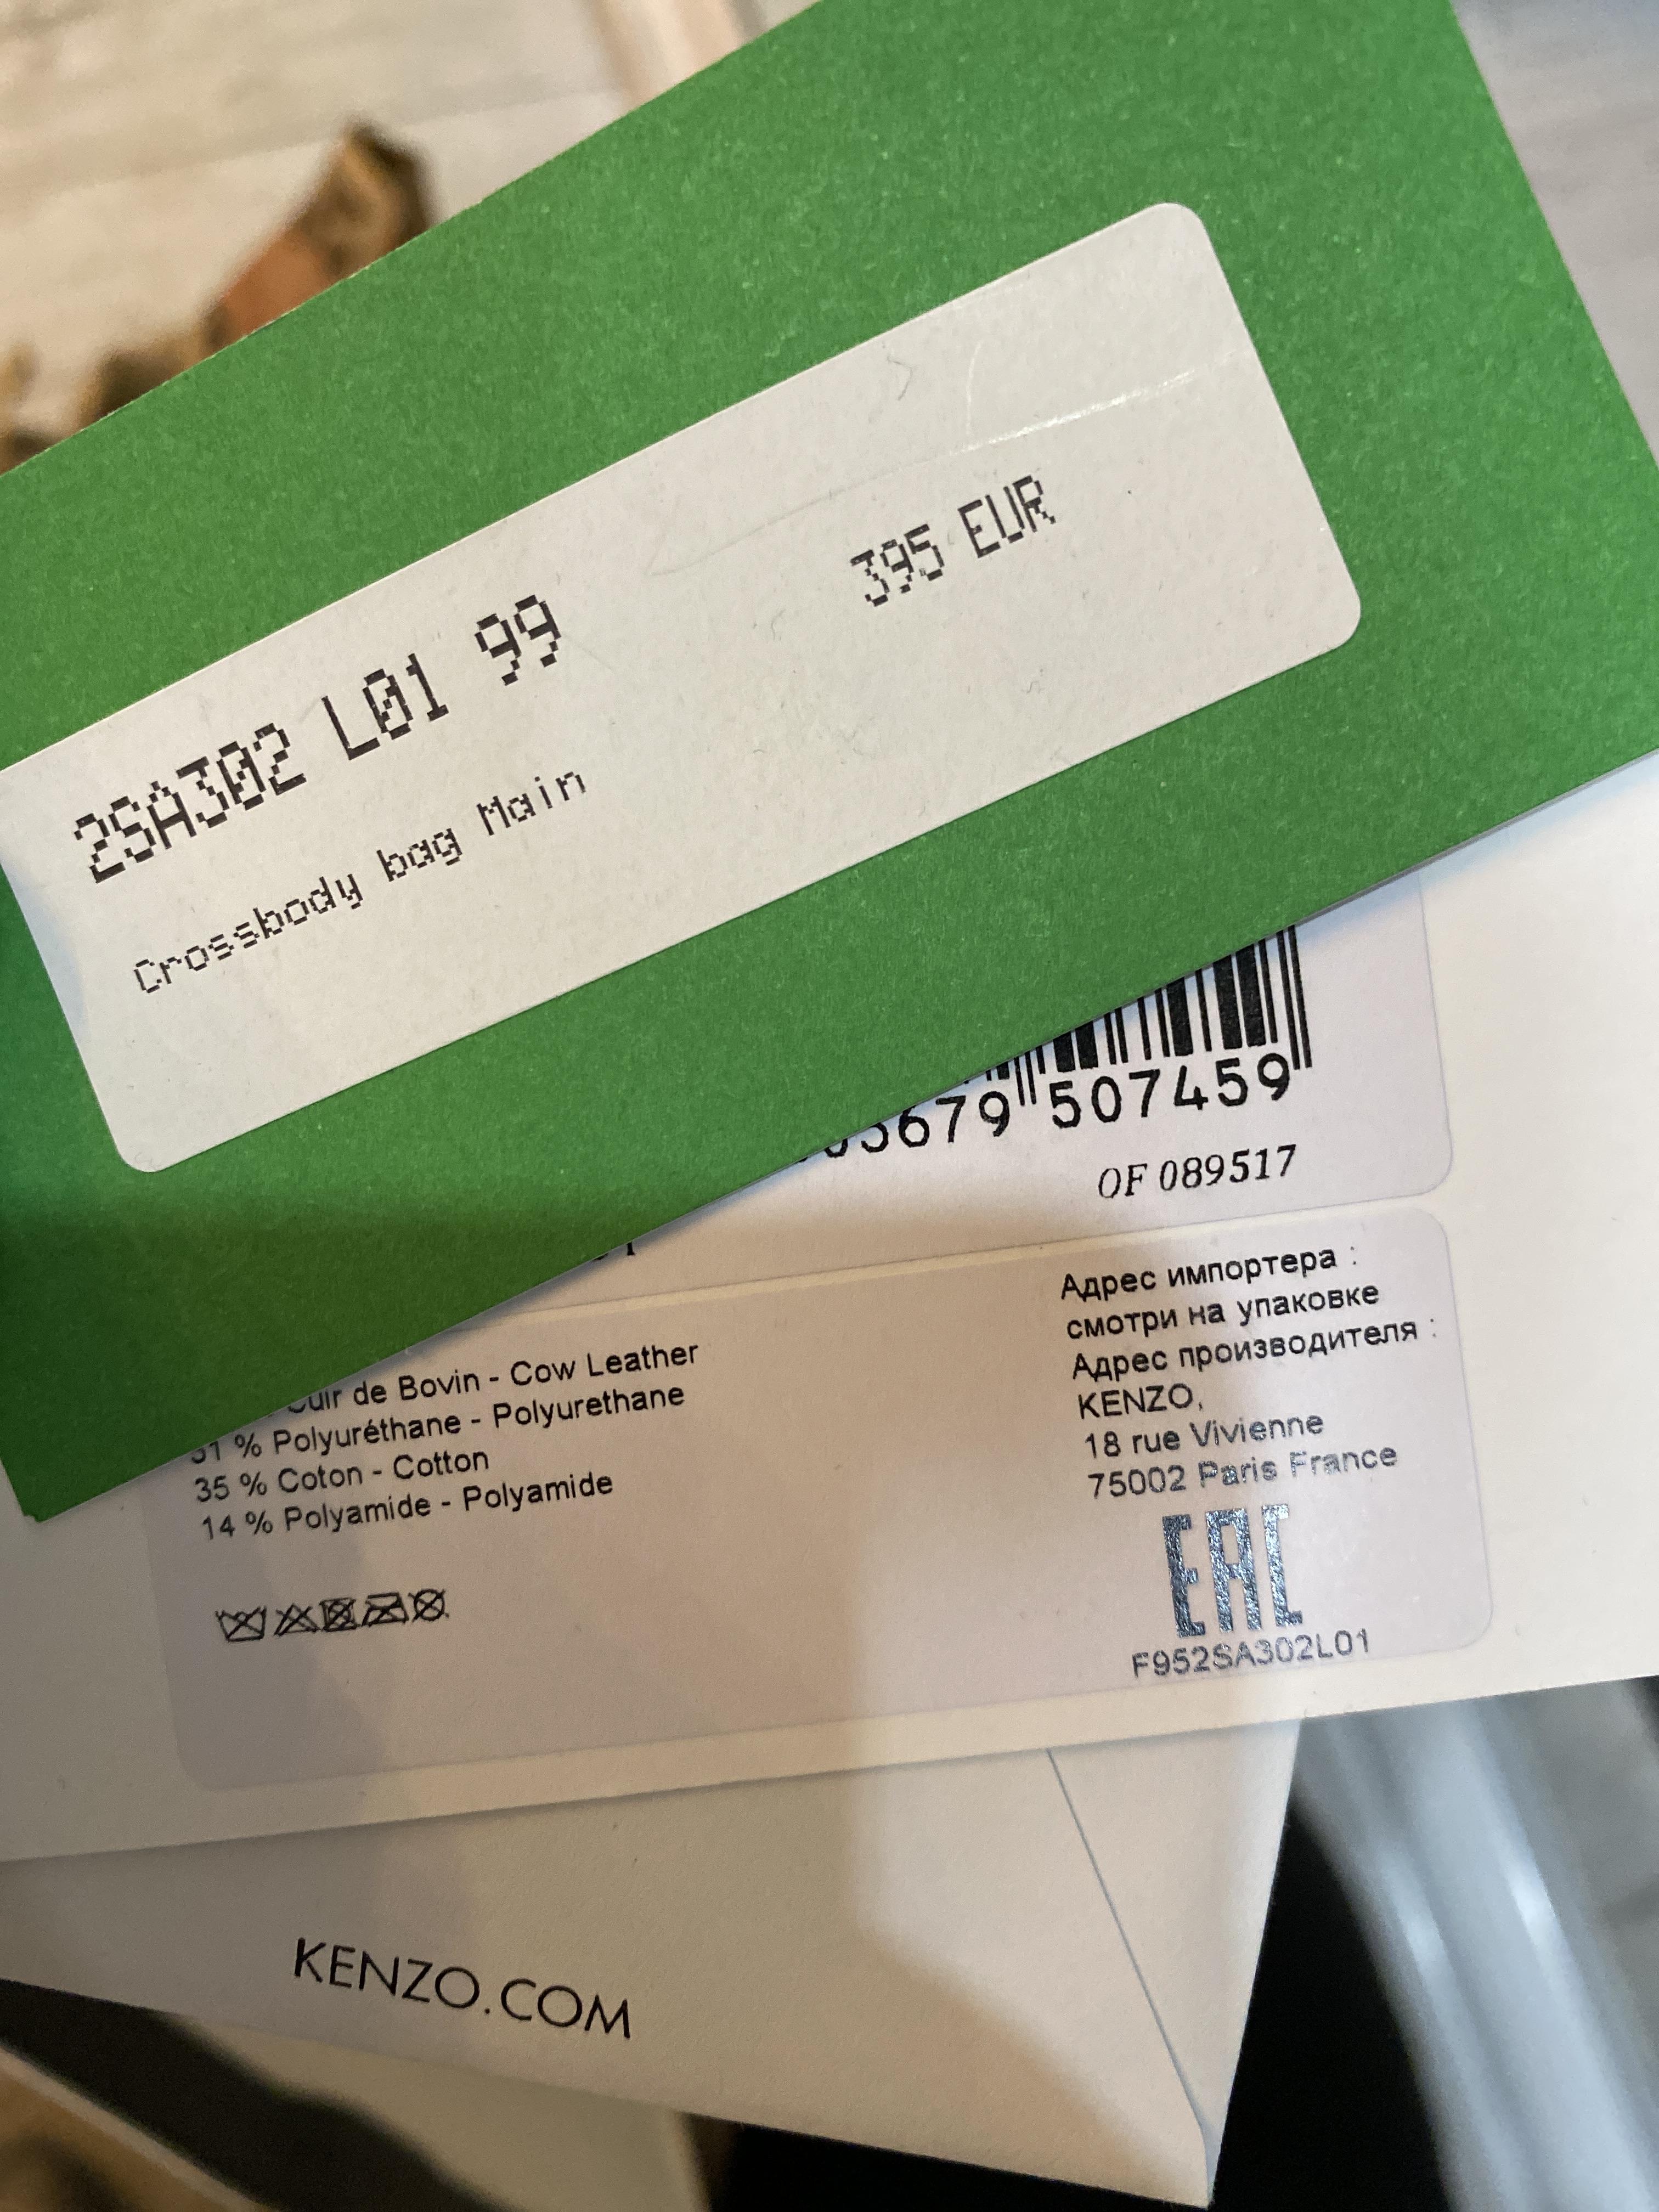 2SA302 L01 99
395 EUR
Crossbody bag Main
5679 507459
OF 089517
Cuir de Bovin - Cow Leather
51 % Polyuréthane - Polyurethane
35 % Coton - Cotton
14 % Polyamide - Polyamide
Адрес импортера :
смотри на упаковке
Адрес производителя :
KENZO,
18 rue Vivienne
75002 Paris France
EAC
F952SA302L01
KENZO.COM